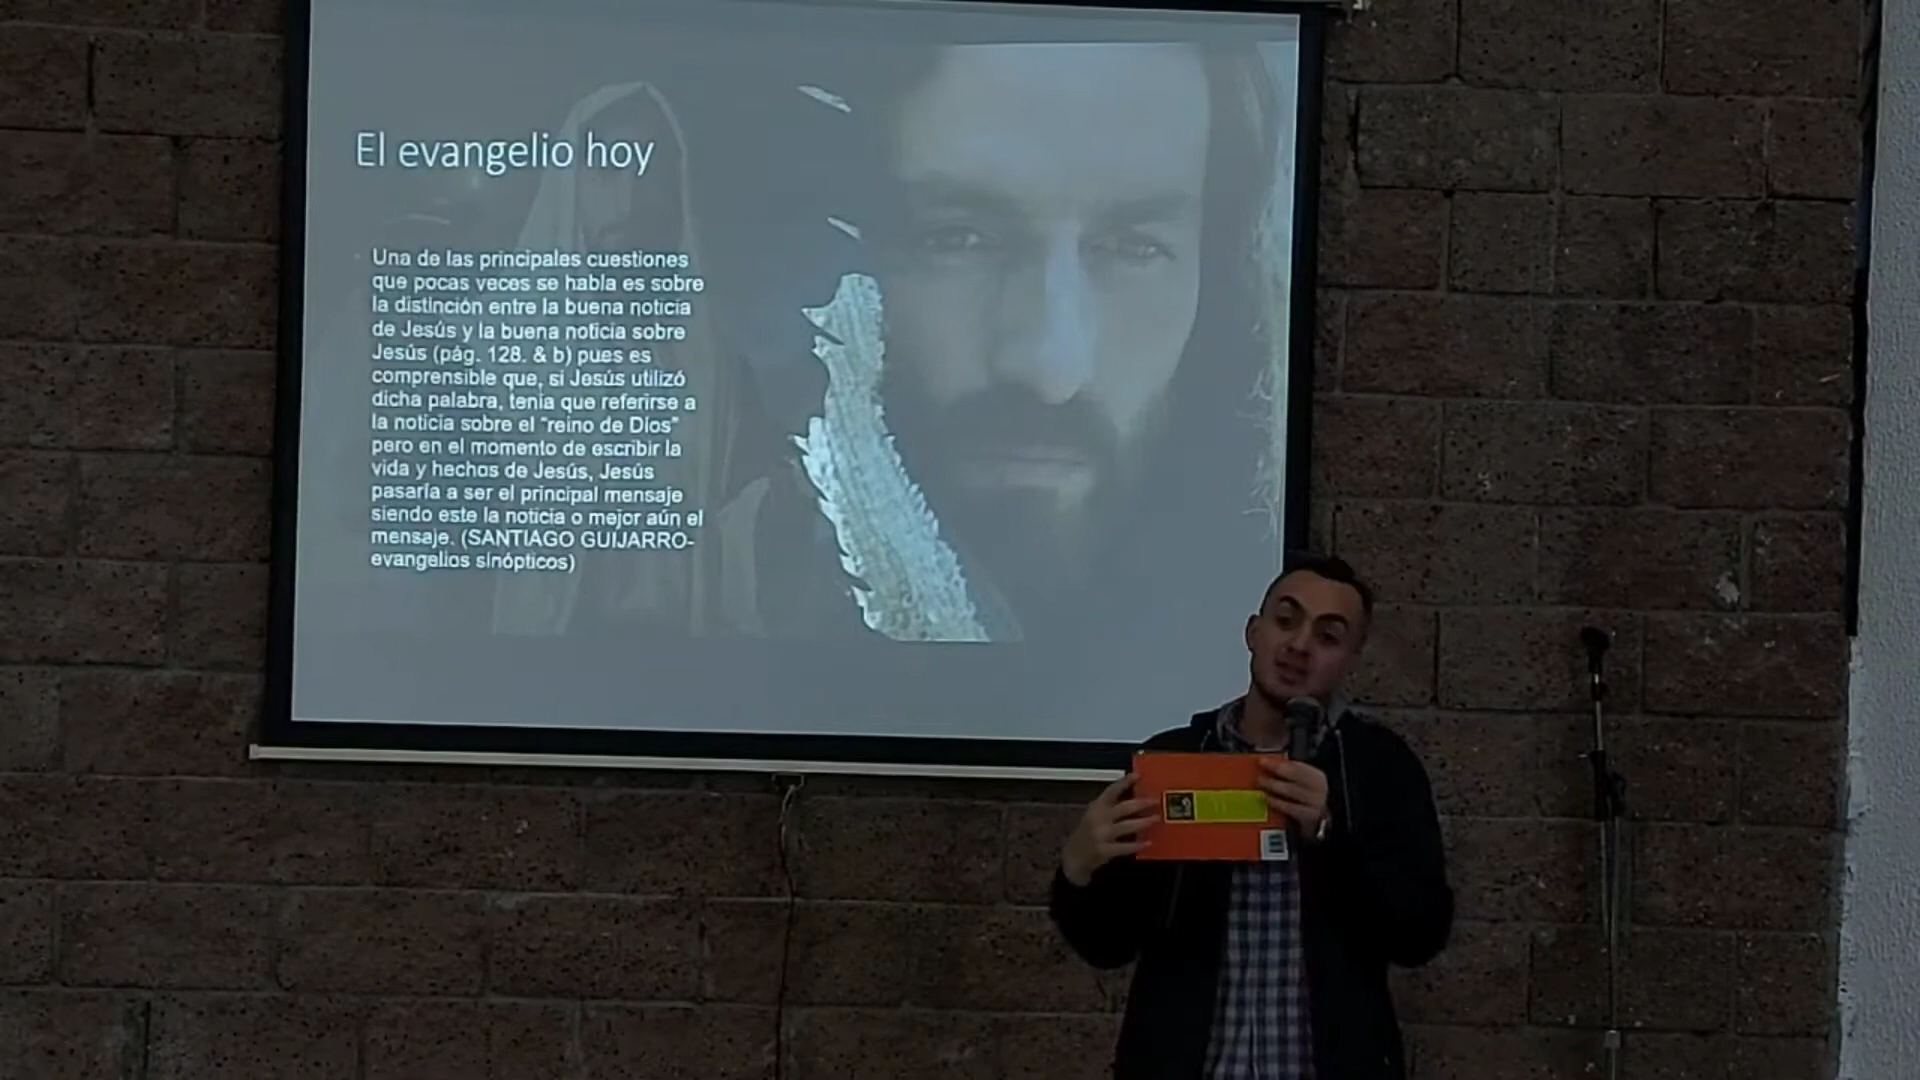 El evangelio hoy
Una de las principales cuestiones
que pocas veces se habla es sobre
la distinción entre la buena noticia
de Jesús y la buena noticia sobre
Jesús (pág. 128. & b) pues es
comprensible que, si Jesús utilizó
dicha palabra, tenia que referirse a
la noticia sobre el "reino de Dios"
pero en el momento de escribir la
vida y hechos de Jesús, Jesús
pasaría a ser el principal mensaje
siendo este la noticia o mejor aún el
mensaje. (SANTIAGO GUIJARRO-
evangelios sinópticos)